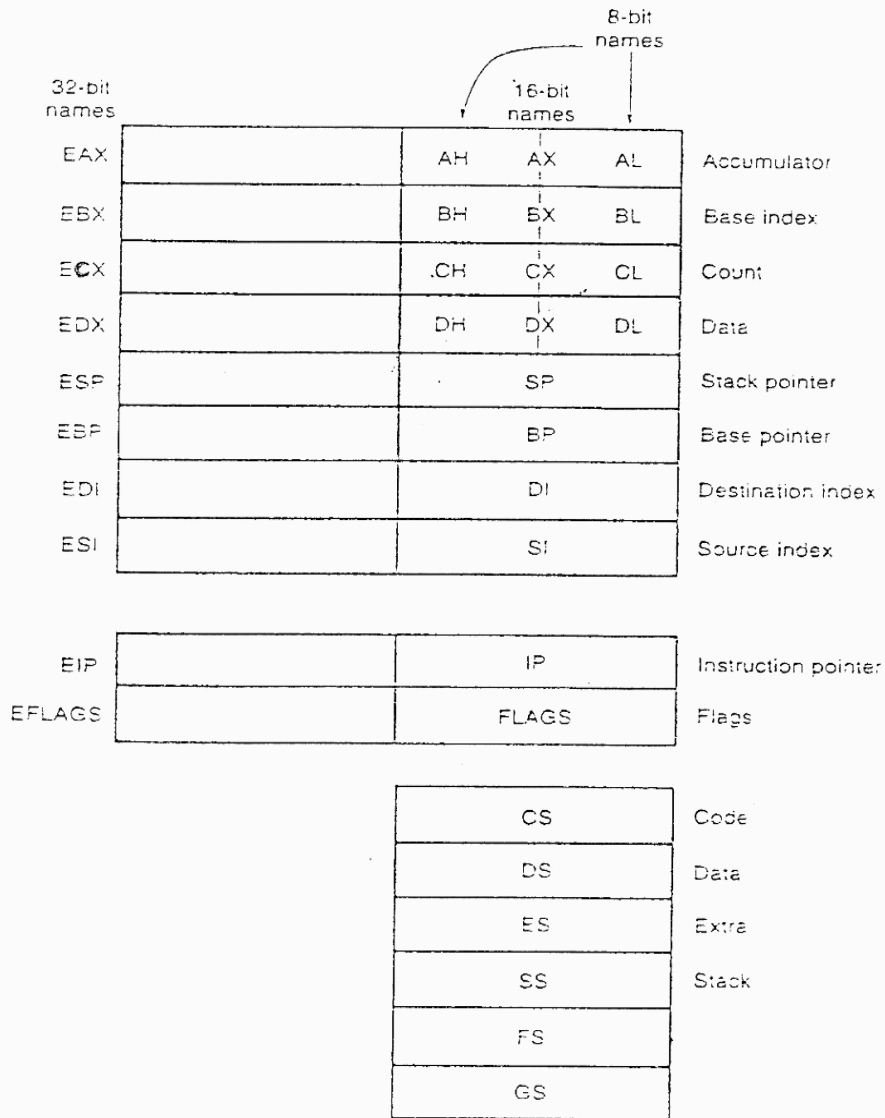 8-bit
names
32-bit
names
16-bit
names
EAX AH AX AL Accumulator
EBX BH BX BL Base index
ECX .CH CX CL Count
EDX DH DX DL Data
ESP SP Stack pointer
EBP BP Base pointer
EDI DI Destination index
ESI SI Source index
EIP IP Instruction pointer
EFLAGS FLAGS Flags
CS Code
DS Data
ES Extra
SS Stack
FS
GS